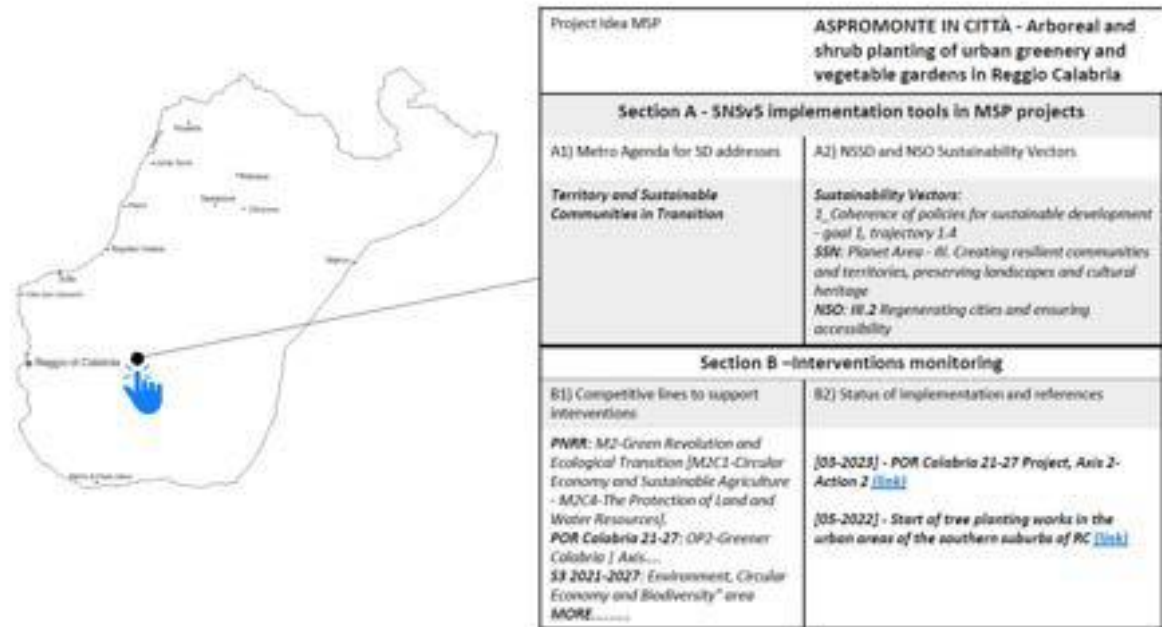 Project Idea MSP
ASPROMONTE IN CITTÀ - Arboreal and
shrub planting of urban greenery and
vegetable gardens in Reggio Calabria
Section A - SNSvS implementation tools in MSP projects
A1) Metro Agenda for SD addresses
A2) NSSD and NSO Sustainability Vectors
Territory and Sustainable
Communities in Transition
Sustainability Vectors:
1_Coherence of policies for sustainable development
- goal 1, trajectory 1.4
SSN: Planet Area - III. Creating resilient communities
and territories, preserving landscapes and cultural
heritage
NSO: III.2 Regenerating cities and ensuring
accessibility
Section B –Interventions monitoring
B1) Competitive lines to support
interventions
B2) Status of implementation and references
PNRR: M2-Green Revolution and
Ecological Transition [M2C1-Circular
Economy and Sustainable Agriculture
- M2C4-The Protection of Land and
Water Resources].
POR Calabria 21-27: OP2-Greener
Calabria | Axis....
S3 2021-2027: Environment, Circular
Economy and Biodiversity" area
MORE.......
[03-2023] - POR Calabria 21-27 Project, Axis 2-
Action 2 (link)
[05-2022] - Start of tree planting works in the
urban areas of the southern suburbs of RC (link)
Reggio di Calabria